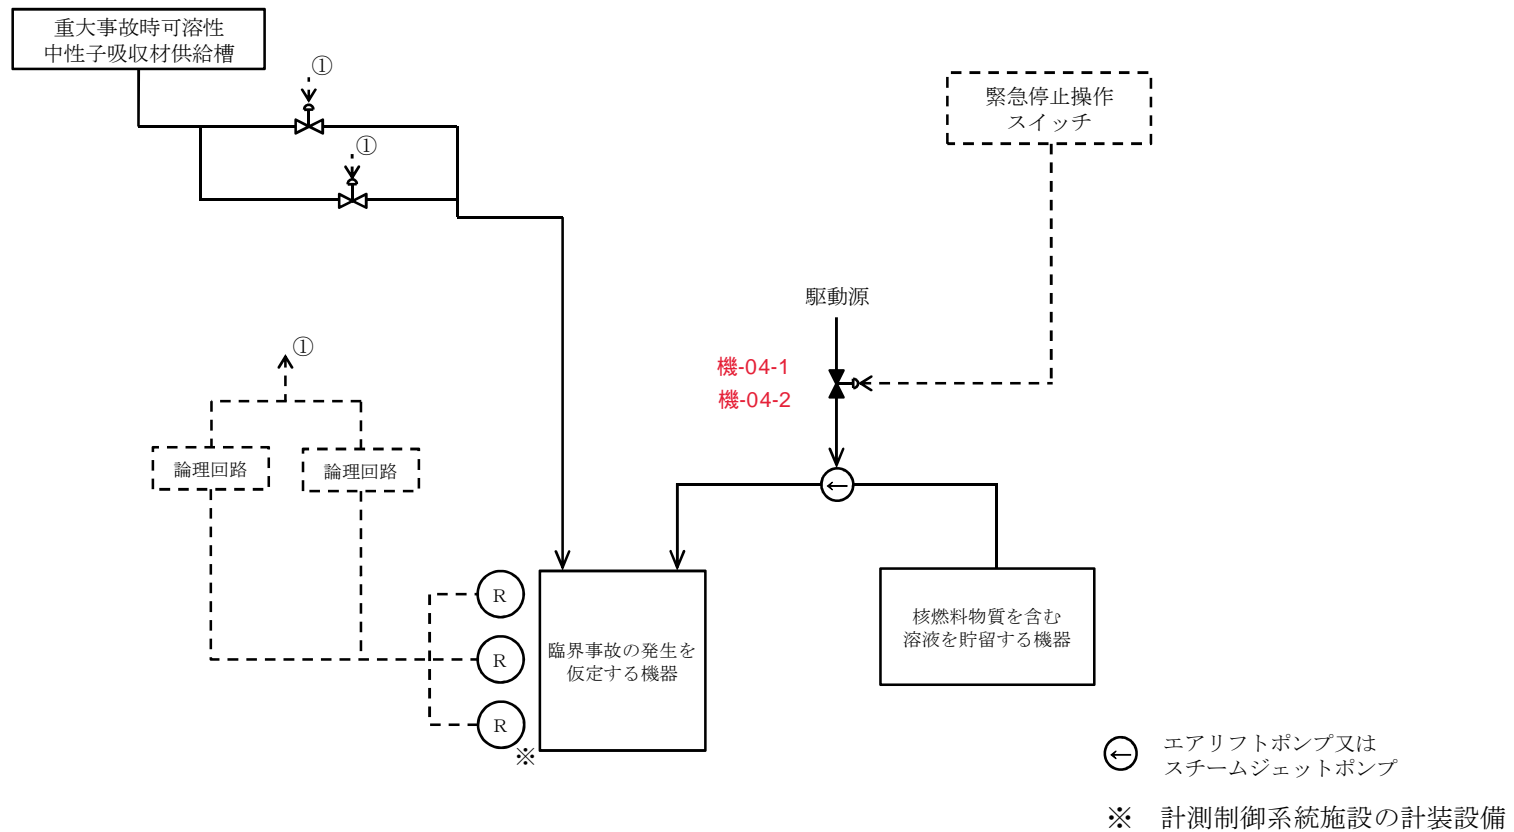 重大事故時可溶性
中性子吸収材供給槽
①
①
緊急停止操作
スイッチ
駆動源
①
機-04-1
機-04-2
論理回路
論理回路
R
R
R
※
臨界事故の発生を
仮定する機器
核燃料物質を含む
溶液を貯留する機器
エアリフトポンプ又は
スチームジェットポンプ
※ 計測制御系統施設の計装設備